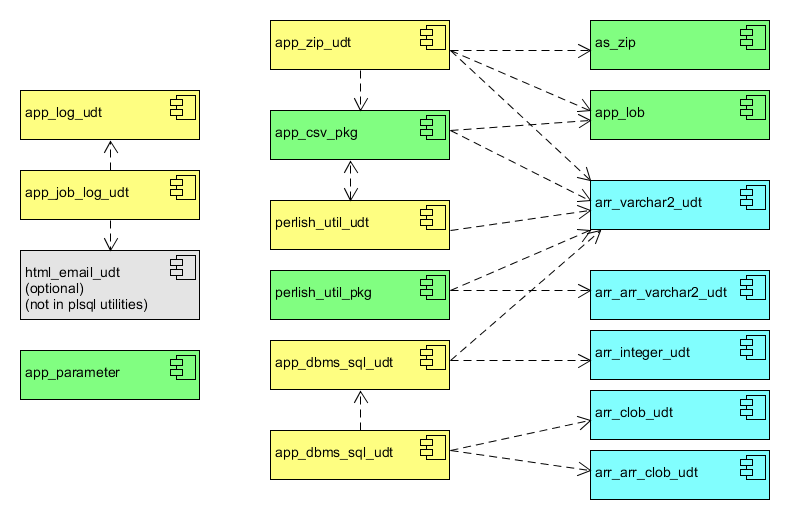 app_log_udt
app_job_log_udt
html_email_udt
(optional)
(not in plsql utilities)
app_parameter
app_zip_udt
app_csv_pkg
perlish_util_udt
perlish_util_pkg
app_dbms_sql_udt
app_dbms_sql_udt
as_zip
app_lob
arr_varchar2_udt
arr_arr_varchar2_udt
arr_integer_udt
arr_clob_udt
arr_arr_clob_udt